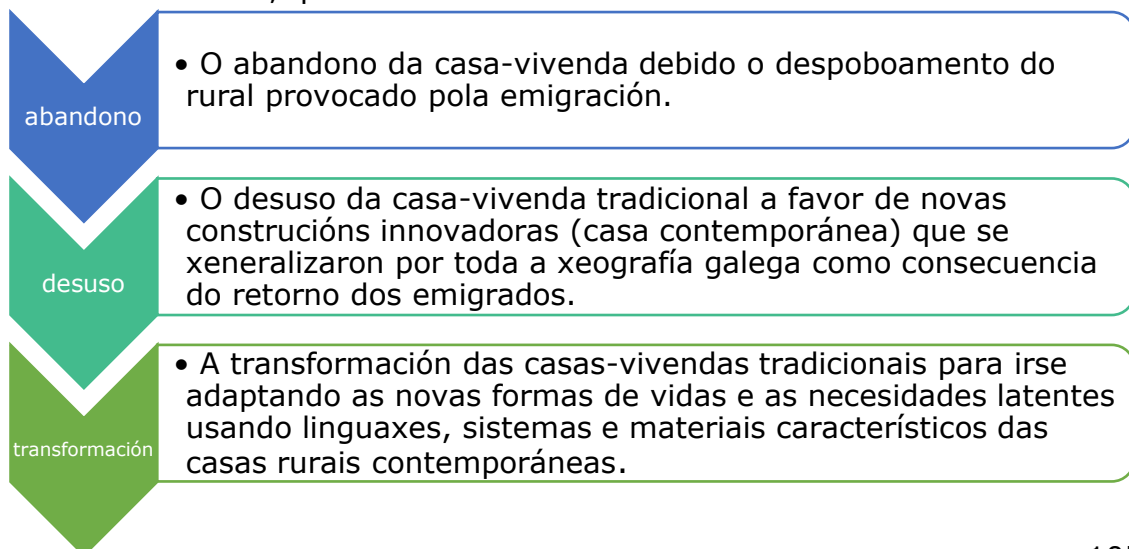 abandono
• O abandono da casa-vivenda debido o despoboamento do
rural provocado pola emigración.
desuso
• O desuso da casa-vivenda tradicional a favor de novas
construcións innovadoras (casa contemporánea) que se
xeneralizaron por toda a xeografía galega como consecuencia
do retorno dos emigrados.
transformación
• A transformación das casas-vivendas tradicionais para irse
adaptando as novas formas de vidas e as necesidades latentes
usando linguaxes, sistemas e materiais característicos das
casas rurais contemporáneas.